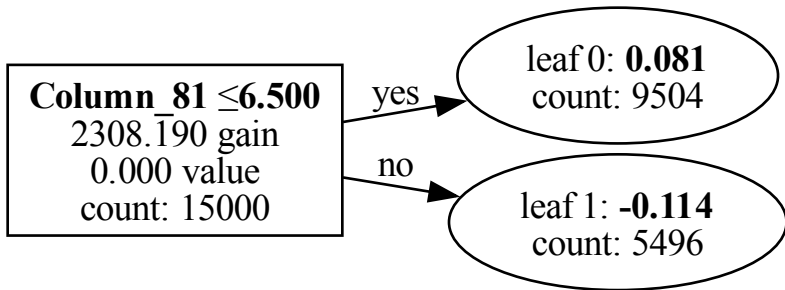 Column_81 ≤6.500
2308.190 gain
0.000 value
count: 15000
yes
no
leaf 0: 0.081
count: 9504
leaf 1: -0.114
count: 5496